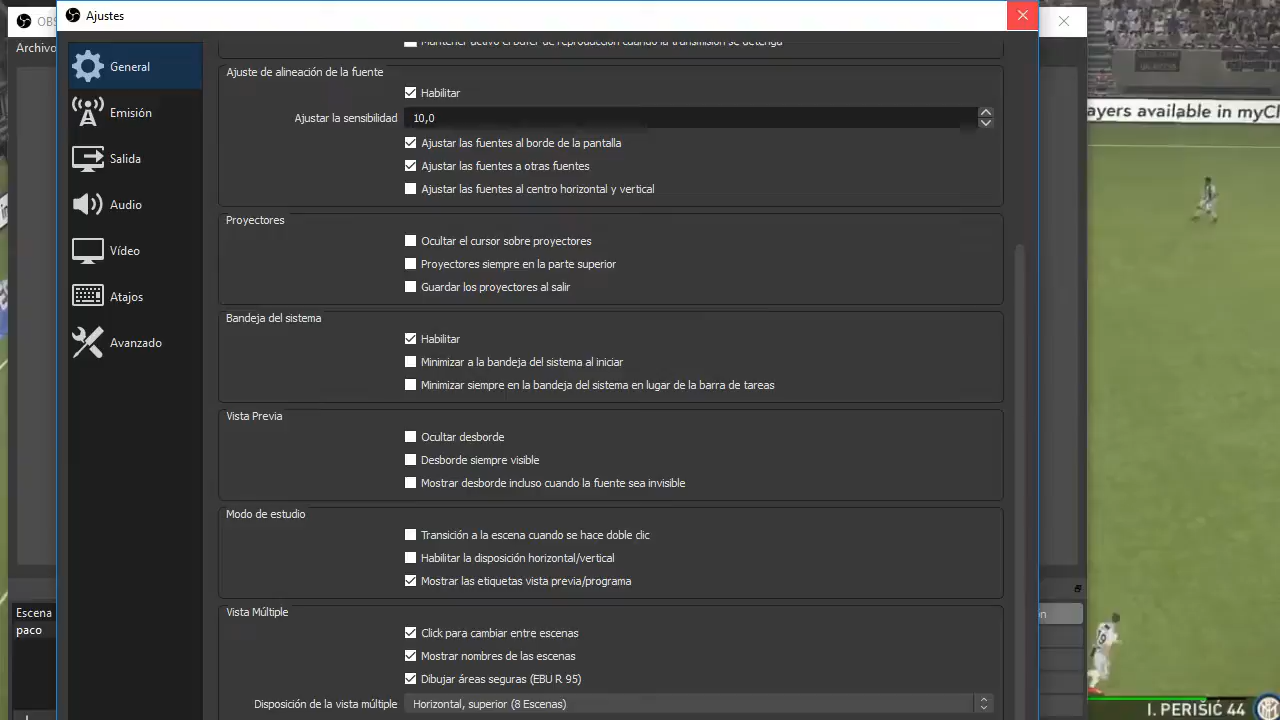 OBS
Ajustes
Archivo
General
Emisión
Salida
Audio
Vídeo
Atajos
Avanzado
Ajuste de alineación de la fuente
Habilitar
Ajustar la sensibilidad
Ajustar las fuentes al borde de la pantalla
Ajustar las fuentes a otras fuentes
Ajustar las fuentes al centro horizontal y vertical
Proyectores
Ocultar el cursor sobre proyectores
Proyectores siempre en la parte superior
Guardar los proyectores al salir
Bandeja del sistema
Habilitar
Minimizar a la bandeja del sistema al iniciar
Minimizar siempre en la bandeja del sistema en lugar de la barra de tareas
Vista Previa
Ocultar desborde
Desborde siempre visible
Mostrar desborde incluso cuando la fuente sea invisible
Modo de estudio
Transición a la escena cuando se hace doble clic
Habilitar la disposición horizontal/vertical
Mostrar las etiquetas vista previa/programa
Vista Múltiple
Click para cambiar entre escenas
Mostrar nombres de las escenas
Dibujar áreas seguras (EBU R 95)
Disposición de la vista múltiple Horizontal, superior (8 Escenas)
Escena
paco
ayers available in myCl
19
I. PERIŠIĆ 44